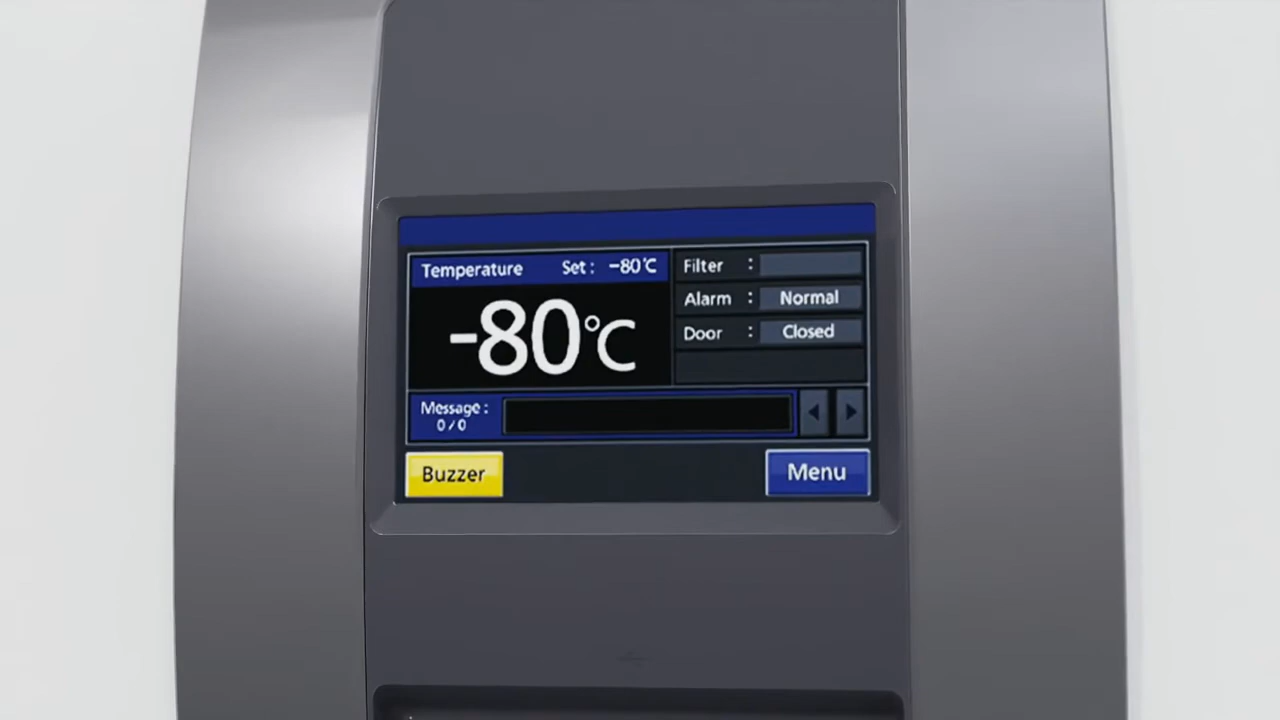 Temperature Set : -80℃
-80℃
Filter :
Alarm : Normal
Door : Closed
Message :
0/0
Buzzer
Menu